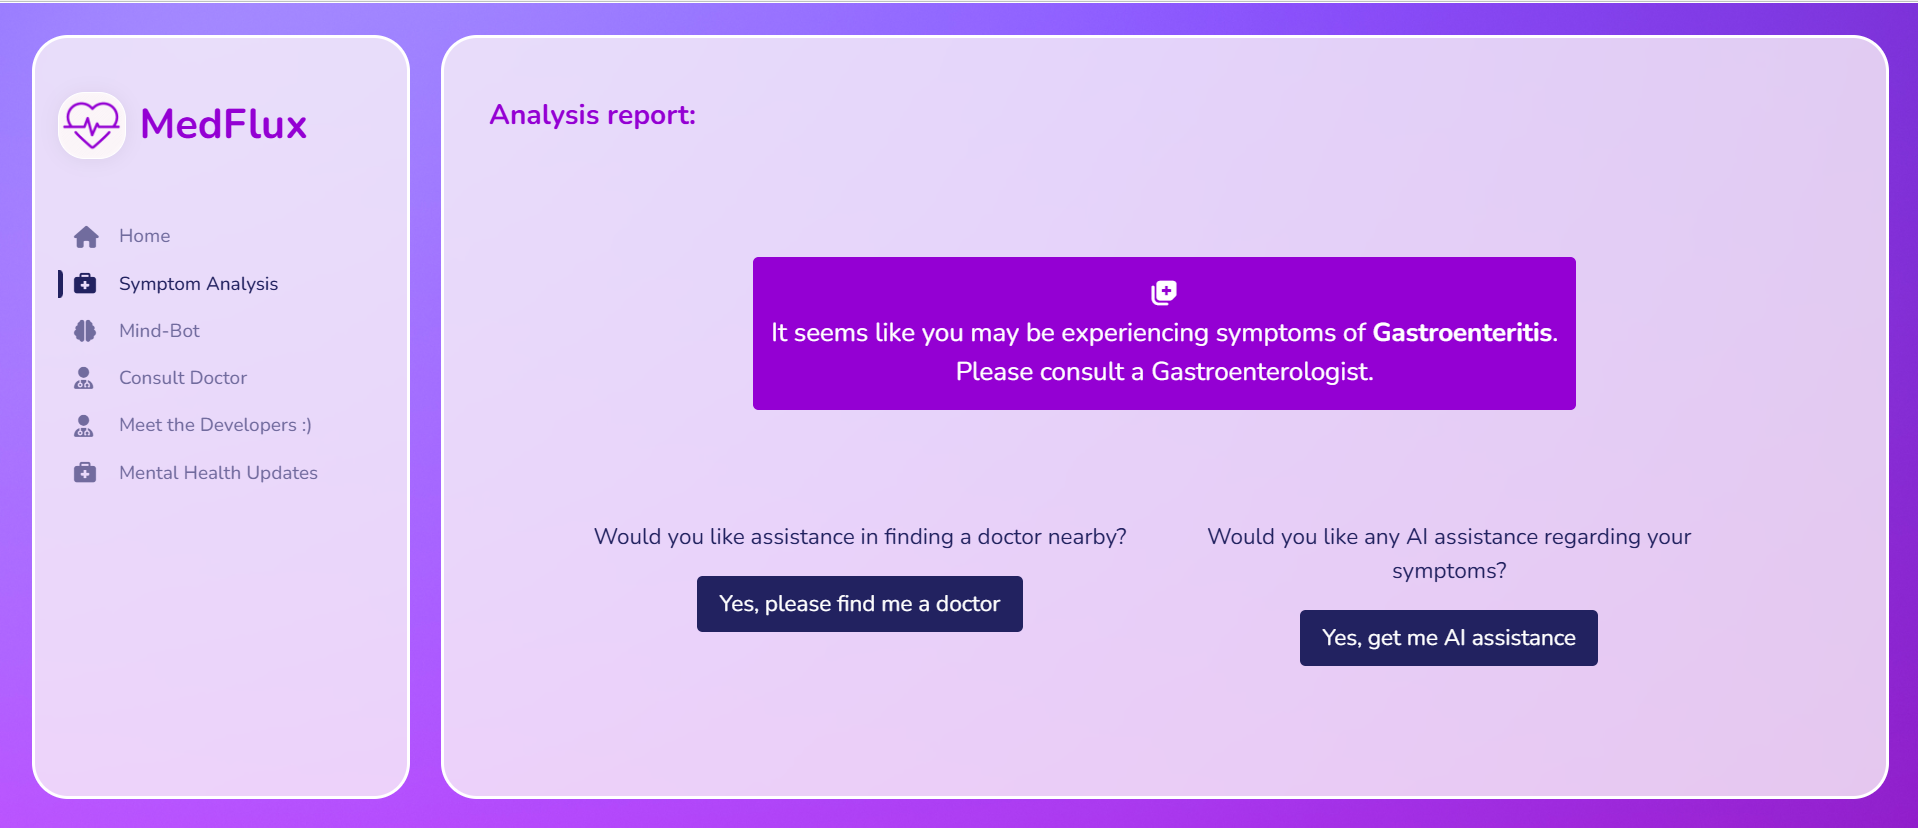 MedFlux
Home
Symptom Analysis
Mind-Bot
Consult Doctor
Meet the Developers :)
Mental Health Updates
Analysis report:
It seems like you may be experiencing symptoms of Gastroenteritis.
Please consult a Gastroenterologist.
Would you like assistance in finding a doctor nearby?
Yes, please find me a doctor
Would you like any AI assistance regarding your
symptoms?
Yes, get me AI assistance